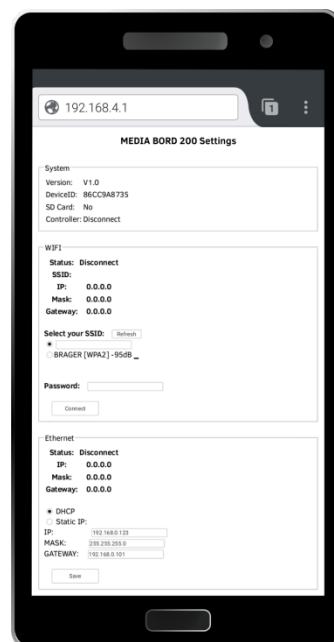 192.168.4.1
1
MEDIA BORD 200 Settings
System
Version: V1.0
DeviceID: 86CC9A8735
SD Card: No
Controller: Disconnect
WIFI
Status: Disconnect
SSID:
IP: 0.0.0.0
Mask: 0.0.0.0
Gateway: 0.0.0.0
Select your SSID: Refresh
BRAGER [WPA2] -95dB
Password:
Connect
Ethernet
Status: Disconnect
IP: 0.0.0.0
Mask: 0.0.0.0
Gateway: 0.0.0.0
DHCP
Static IP:
IP: 192.168.0.133
MASK: 255.255.255.0
GATEWAY: 192.168.0.101
Save